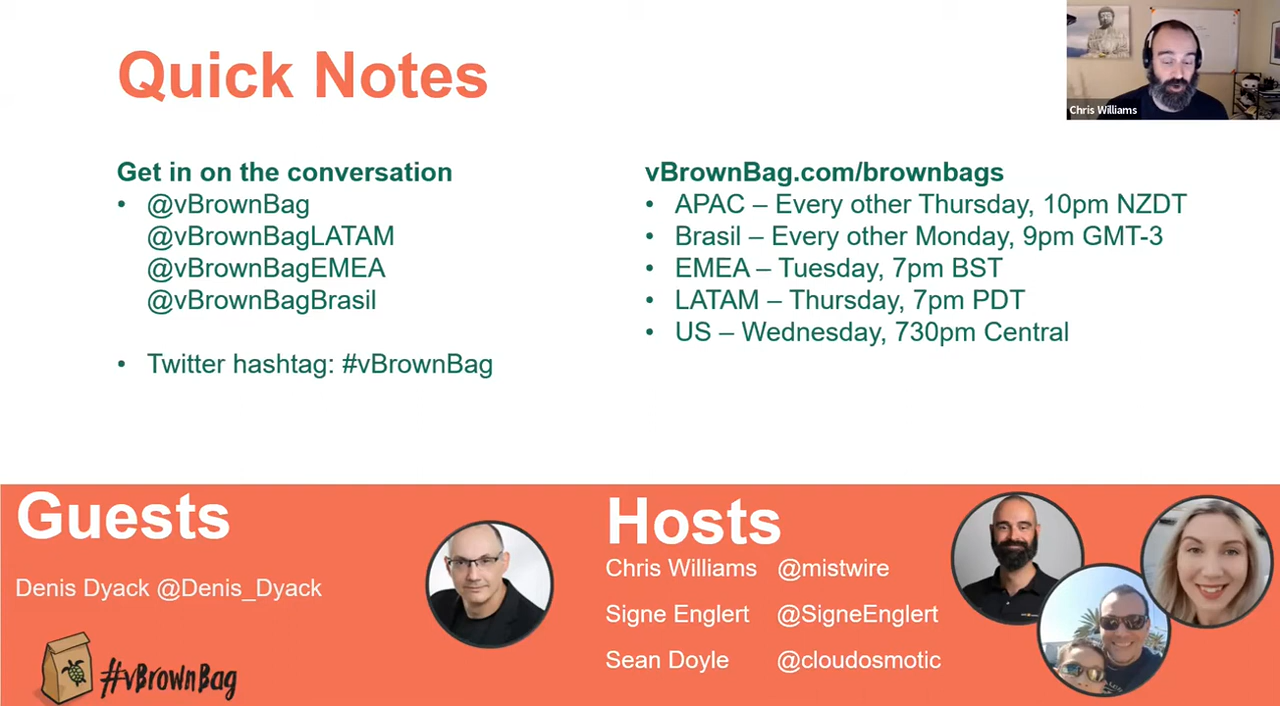 Quick Notes
Chris Williams
Get in on the conversation
• @vBrownBag
@vBrownBagLATAM
@vBrownBagEMEA
@vBrownBagBrasil
• Twitter hashtag: #vBrownBag
vBrownBag.com/brownbags
• APAC – Every other Thursday, 10pm NZDT
• Brasil – Every other Monday, 9pm GMT-3
• EMEA – Tuesday, 7pm BST
• LATAM – Thursday, 7pm PDT
• US – Wednesday, 730pm Central
Guests
Denis Dyack @Denis_Dyack
#vBrownBag
Hosts
Chris Williams @mistwire
Signe Englert @SigneEnglert
Sean Doyle @cloudosmotic